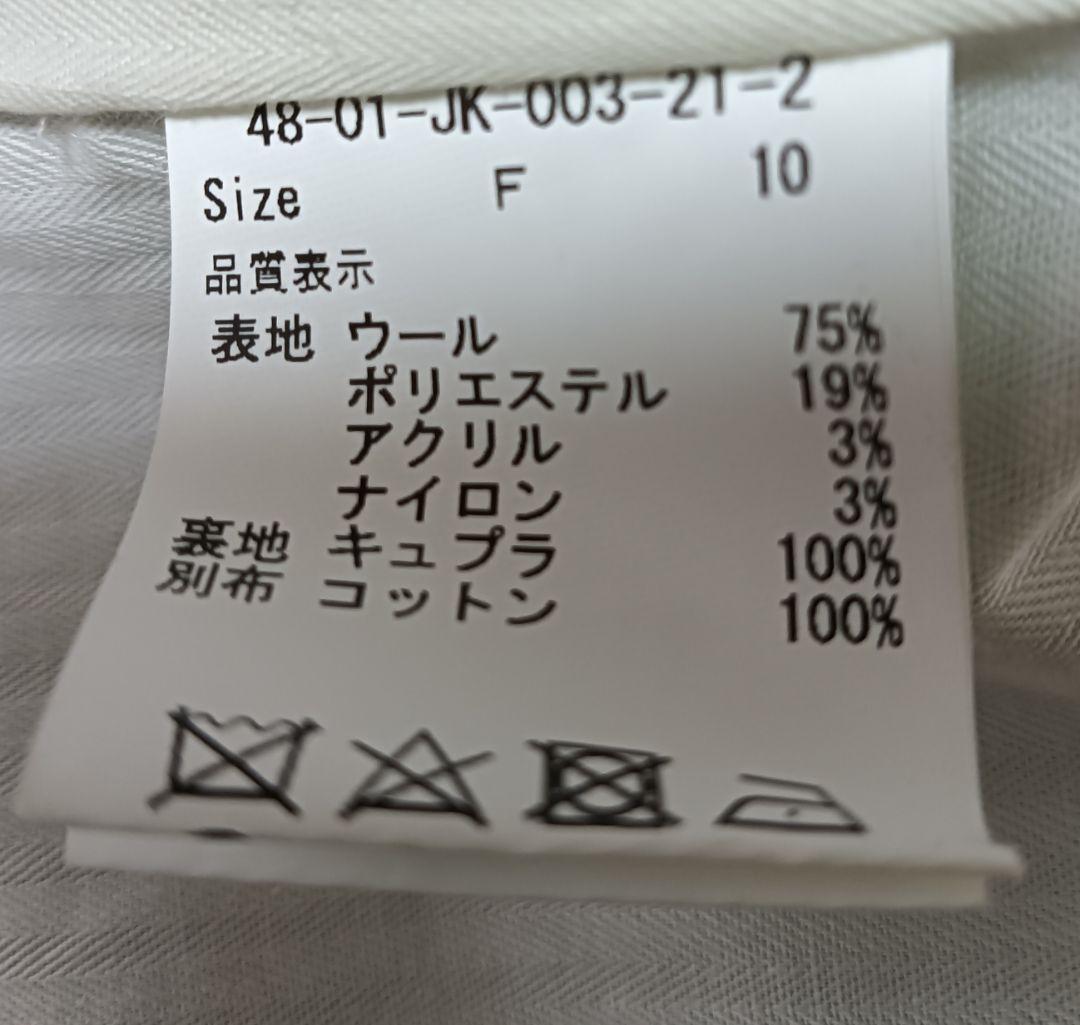 48-01-JK-003-21-2
Size F 10
品質表示
表地 ウール 75%
ポリエステル 19%
アクリル 3%
ナイロン 3%
裏地 キュプラ 100%
別布 コットン 100%